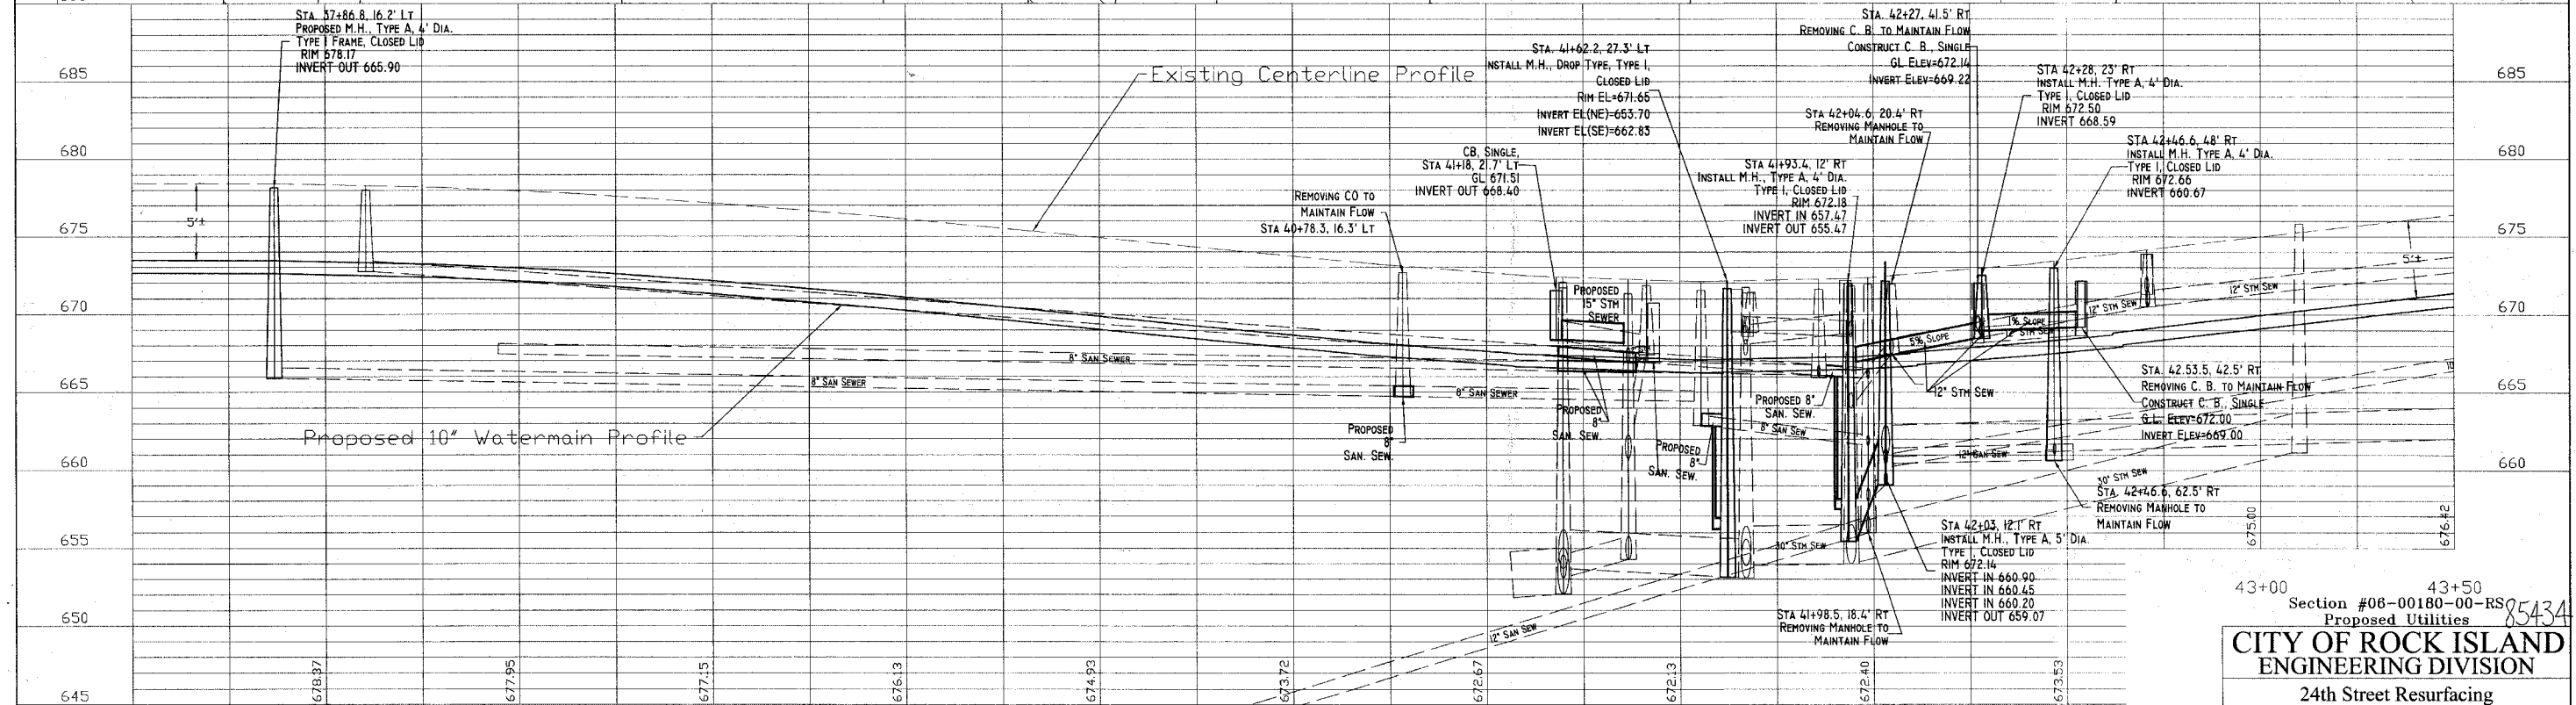 STA. 37+86.8, 16.2' LT
PROPOSED M.H., TYPE A, 4' DIA.
TYPE I FRAME, CLOSED LID
RIM 678.17
INVERT OUT 665.90
Existing Centerline Profile
STA. 41+62.2, 27.3' LT
INSTALL M.H., DROP TYPE, TYPE I,
CLOSED LID
RIM EL=671.65
INVERT EL(NE)=653.70
INVERT EL(SE)=662.83
STA. 42+27, 41.5' RT
REMOVING C. B. TO MAINTAIN FLOW
CONSTRUCT C. B., SINGLE
GL ELEV=672.14
INVERT ELEV=669.22
STA 42+28, 23' RT
INSTALL M.H. TYPE A, 4' DIA.
TYPE I, CLOSED LID
RIM 672.50
INVERT 668.59
STA 42+04.6, 20.4' RT
REMOVING MANHOLE TO
MAINTAIN FLOW
STA 42+46.6, 48' RT
INSTALL M.H. TYPE A, 4' DIA.
TYPE I, CLOSED LID
RIM 672.66
INVERT 660.67
CB, SINGLE,
STA 41+18, 21.7' LT
GL 671.51
INVERT OUT 668.40
STA 41+93.4, 12' RT
INSTALL M.H., TYPE A, 4' DIA.
TYPE I, CLOSED LID
RIM 672.18
INVERT IN 657.47
INVERT OUT 655.47
REMOVING CO TO
MAINTAIN FLOW
STA 40+78.3, 16.3' LT
685
680
675
670
665
660
655
650
645
685
680
675
670
665
660
5'±
5'±
PROPOSED
15" STM
SEWER
12" STM SEW
12" STM SEW
1% SLOPE
12" STM SEW
5% SLOPE
12" STM SEW
8" SAN SEWER
8" SAN SEWER
8" SAN SEWER
Proposed 10" Watermain Profile
PROPOSED
8"
SAN. SEW.
PROPOSED
8"
SAN. SEW.
PROPOSED
8"
SAN. SEW.
PROPOSED 8"
SAN. SEW.
8" SAN SEW
12" SAN SEW
30" STM SEW
30" STM SEW
12" SAN SEW
10
STA. 42.53.5, 42.5' RT
REMOVING C. B. TO MAINTAIN FLOW
CONSTRUCT C. B., SINGLE
G.L. ELEV=672.00
INVERT ELEV=669.00
STA. 42+46.6, 62.5' RT
REMOVING MANHOLE TO
MAINTAIN FLOW
STA 42+03, 12.1' RT
INSTALL M.H., TYPE A, 5' DIA.
TYPE I, CLOSED LID
RIM 672.14
INVERT IN 660.90
INVERT IN 660.45
INVERT IN 660.20
INVERT OUT 659.07
STA 41+98.5, 18.4' RT
REMOVING MANHOLE TO
MAINTAIN FLOW
678.37
677.95
677.15
676.13
674.93
673.72
672.67
672.13
672.40
673.53
675.00
676.42
43+00
43+50
Section #06-00180-00-RS
85434
Proposed Utilities
CITY OF ROCK ISLAND
ENGINEERING DIVISION
24th Street Resurfacing